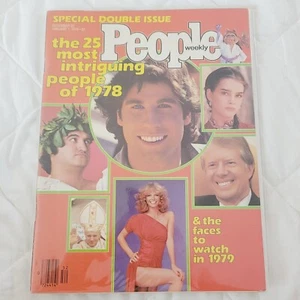 SPECIAL DOUBLE ISSUE
People
weekly
the 25
most
intriguing
people
of 1978
& the
faces to
watch
in 1979